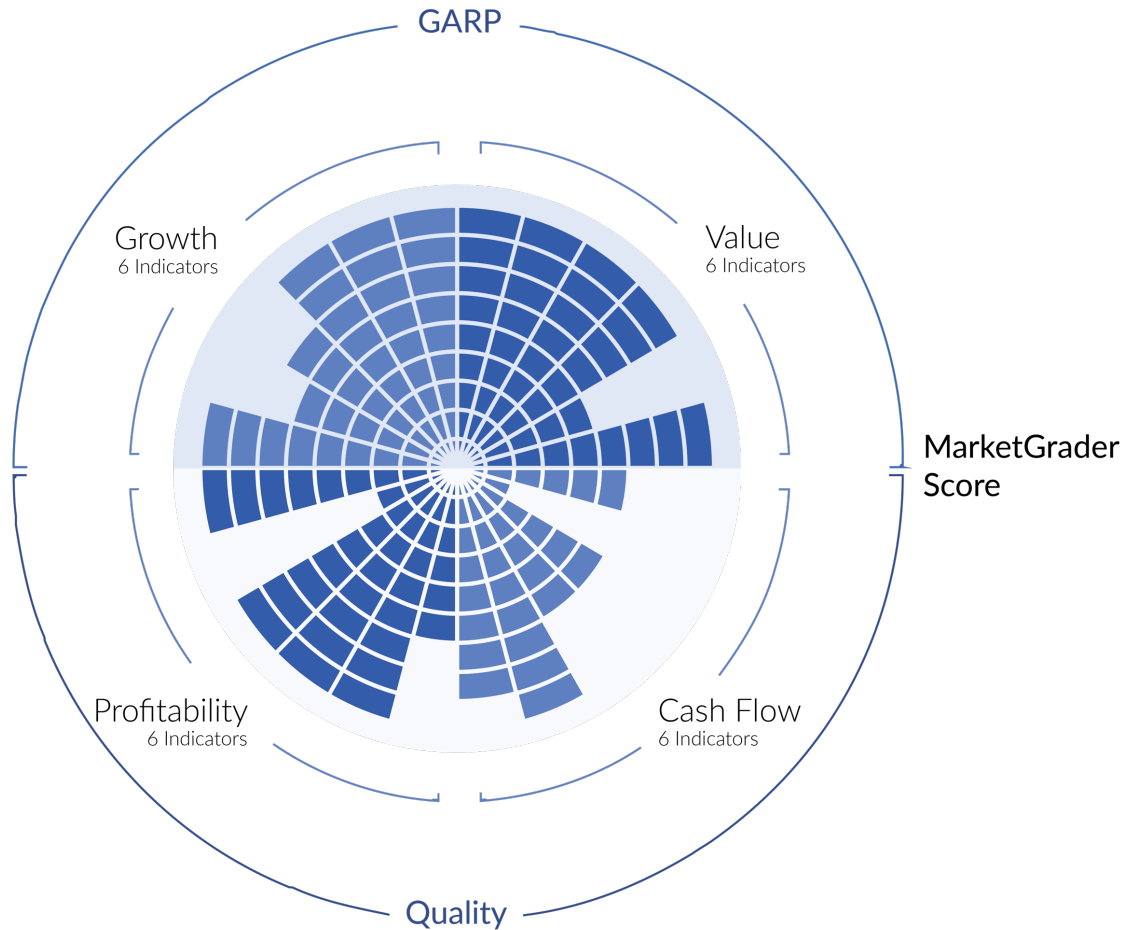 GARP
Growth
6 Indicators
Value
6 Indicators
MarketGrader
Score
Profitability
6 Indicators
Cash Flow
6 Indicators
Quality